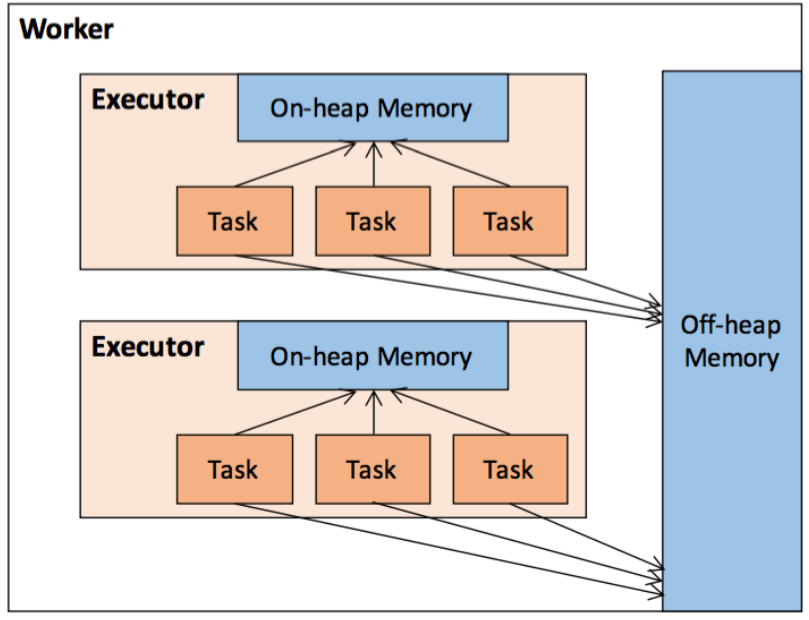 Worker
Executor
On-heap Memory
Task
Task
Task
Executor
On-heap Memory
Task
Task
Task
Off-heap
Memory